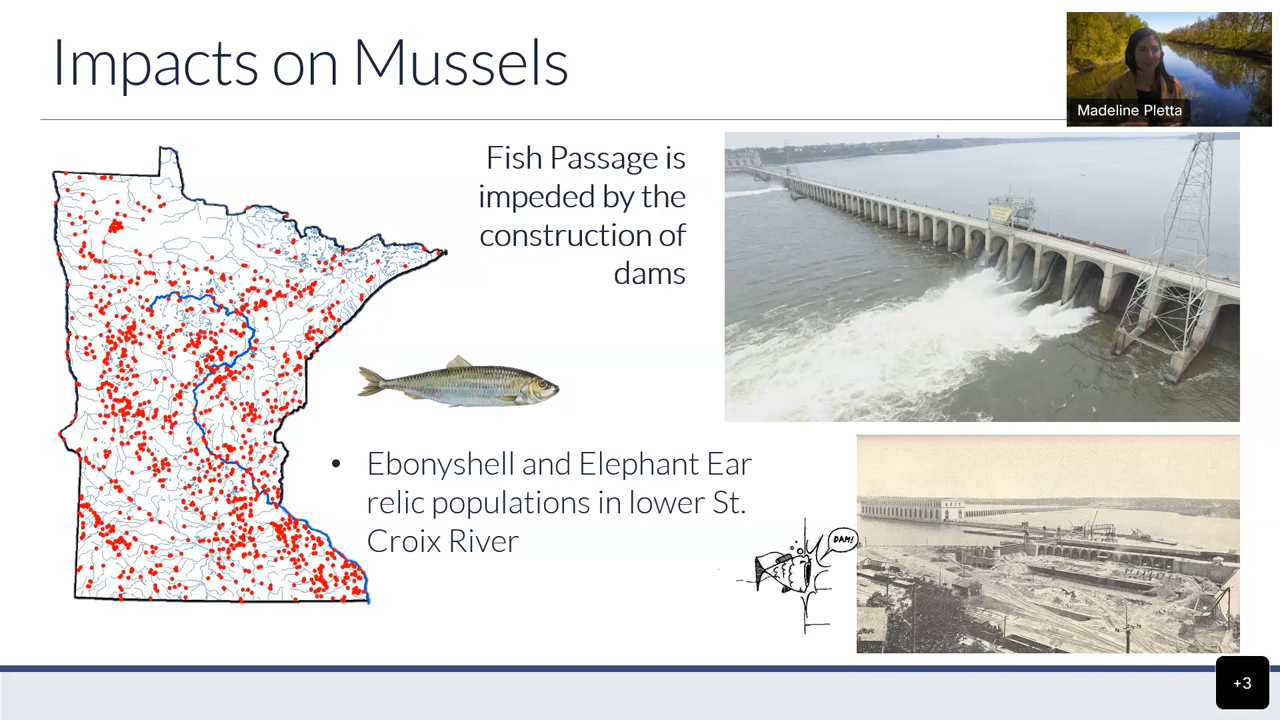 Impacts on Mussels
Madeline Pletta
Fish Passage is
impeded by the
construction of
dams
• Ebonyshell and Elephant Ear
relic populations in lower St.
Croix River
DAM!
+3